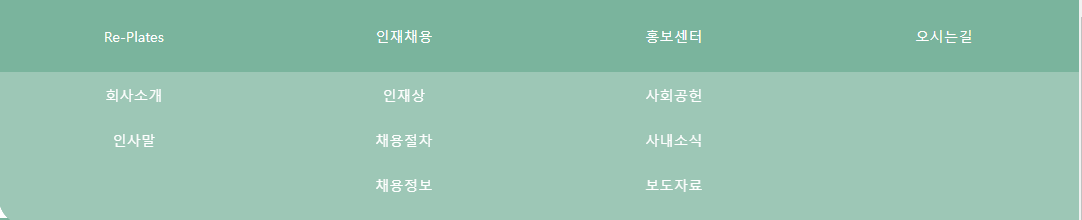 Re-Plates 인재채용 홍보센터 오시는길
회사소개 인재상 사회공헌
인사말 채용절차 사내소식
채용정보 보도자료